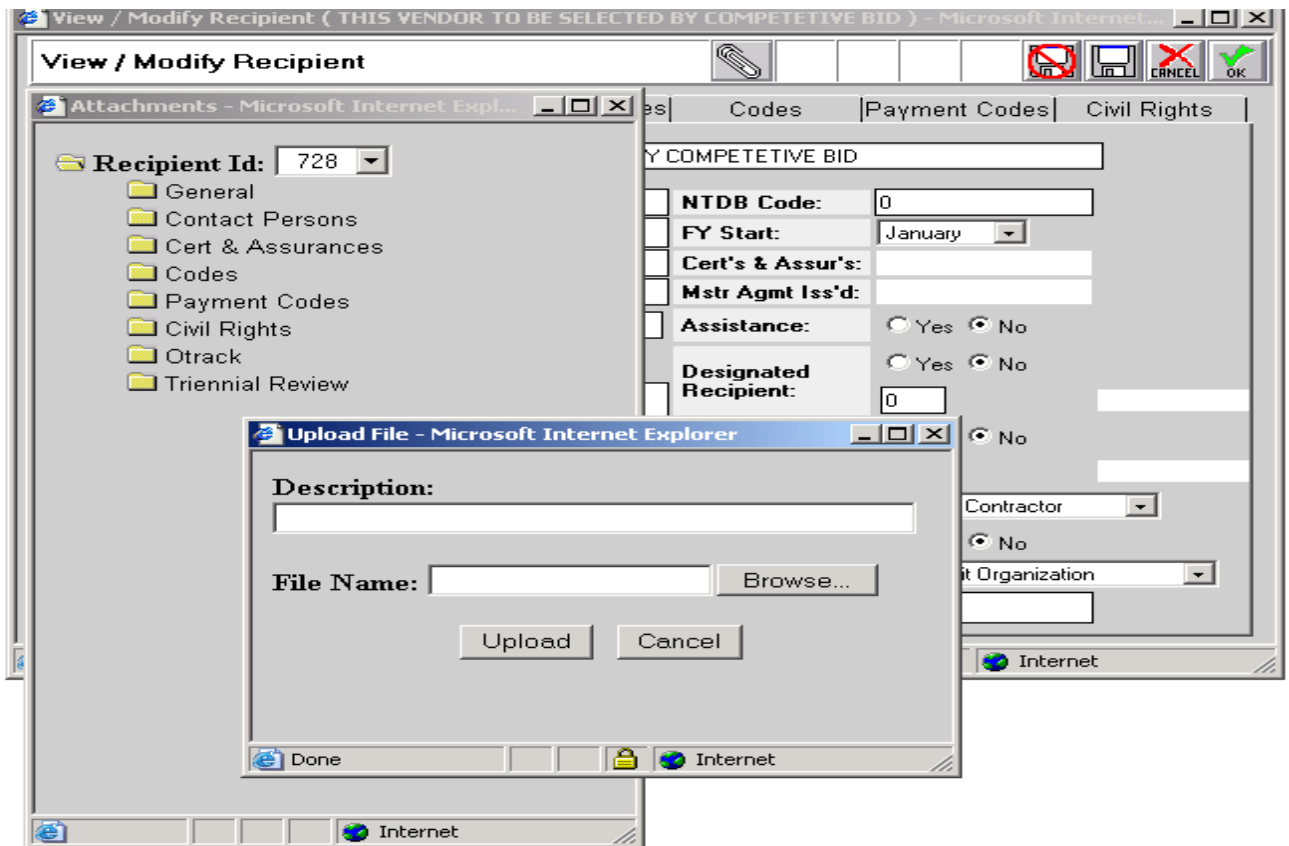 View / Modify Recipient ( THIS VENDOR TO BE SELECTED BY COMPETETIVE BID ) - Microsoft Internet...
View / Modify Recipient
CANCEL
OK
Attachments - Microsoft Internet Expl...
Codes
Payment Codes
Civil Rights
Recipient Id: 728
General
Contact Persons
Cert & Assurances
Codes
Payment Codes
Civil Rights
Otrack
Triennial Review
Y COMPETETIVE BID
NTDB Code: 0
FY Start: January
Cert's & Assur's:
Mstr Agmt Iss'd:
Assistance: Yes No
Designated Recipient: Yes No
0
No
Contractor
No
it Organization
Internet
Upload File - Microsoft Internet Explorer
Description:
File Name: Browse...
Upload Cancel
Done Internet
Internet